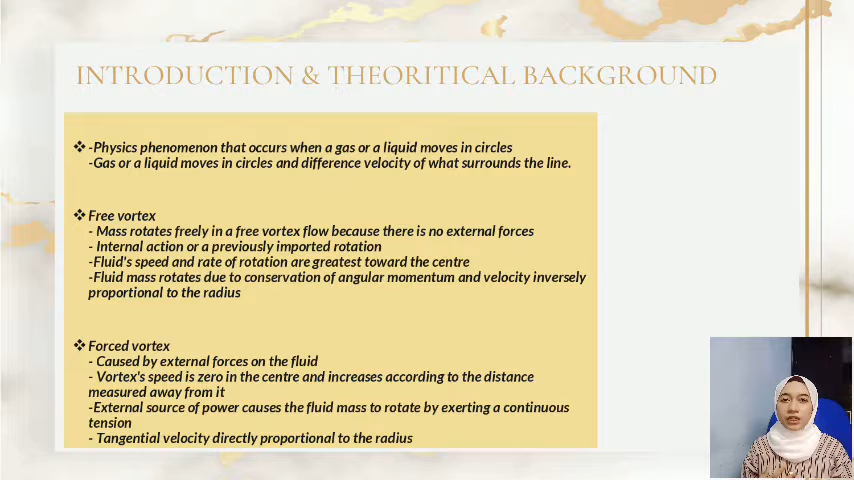 INTRODUCTION & THEORITICAL BACKGROUND
❖-Physics phenomenon that occurs when a gas or a liquid moves in circles
-Gas or a liquid moves in circles and difference velocity of what surrounds the line.
❖Free vortex
- Mass rotates freely in a free vortex flow because there is no external forces
- Internal action or a previously imported rotation
-Fluid's speed and rate of rotation are greatest toward the centre
-Fluid mass rotates due to conservation of angular momentum and velocity inversely
proportional to the radius
❖Forced vortex
- Caused by external forces on the fluid
- Vortex's speed is zero in the centre and increases according to the distance
measured away from it
-External source of power causes the fluid mass to rotate by exerting a continuous
tension
- Tangential velocity directly proportional to the radius